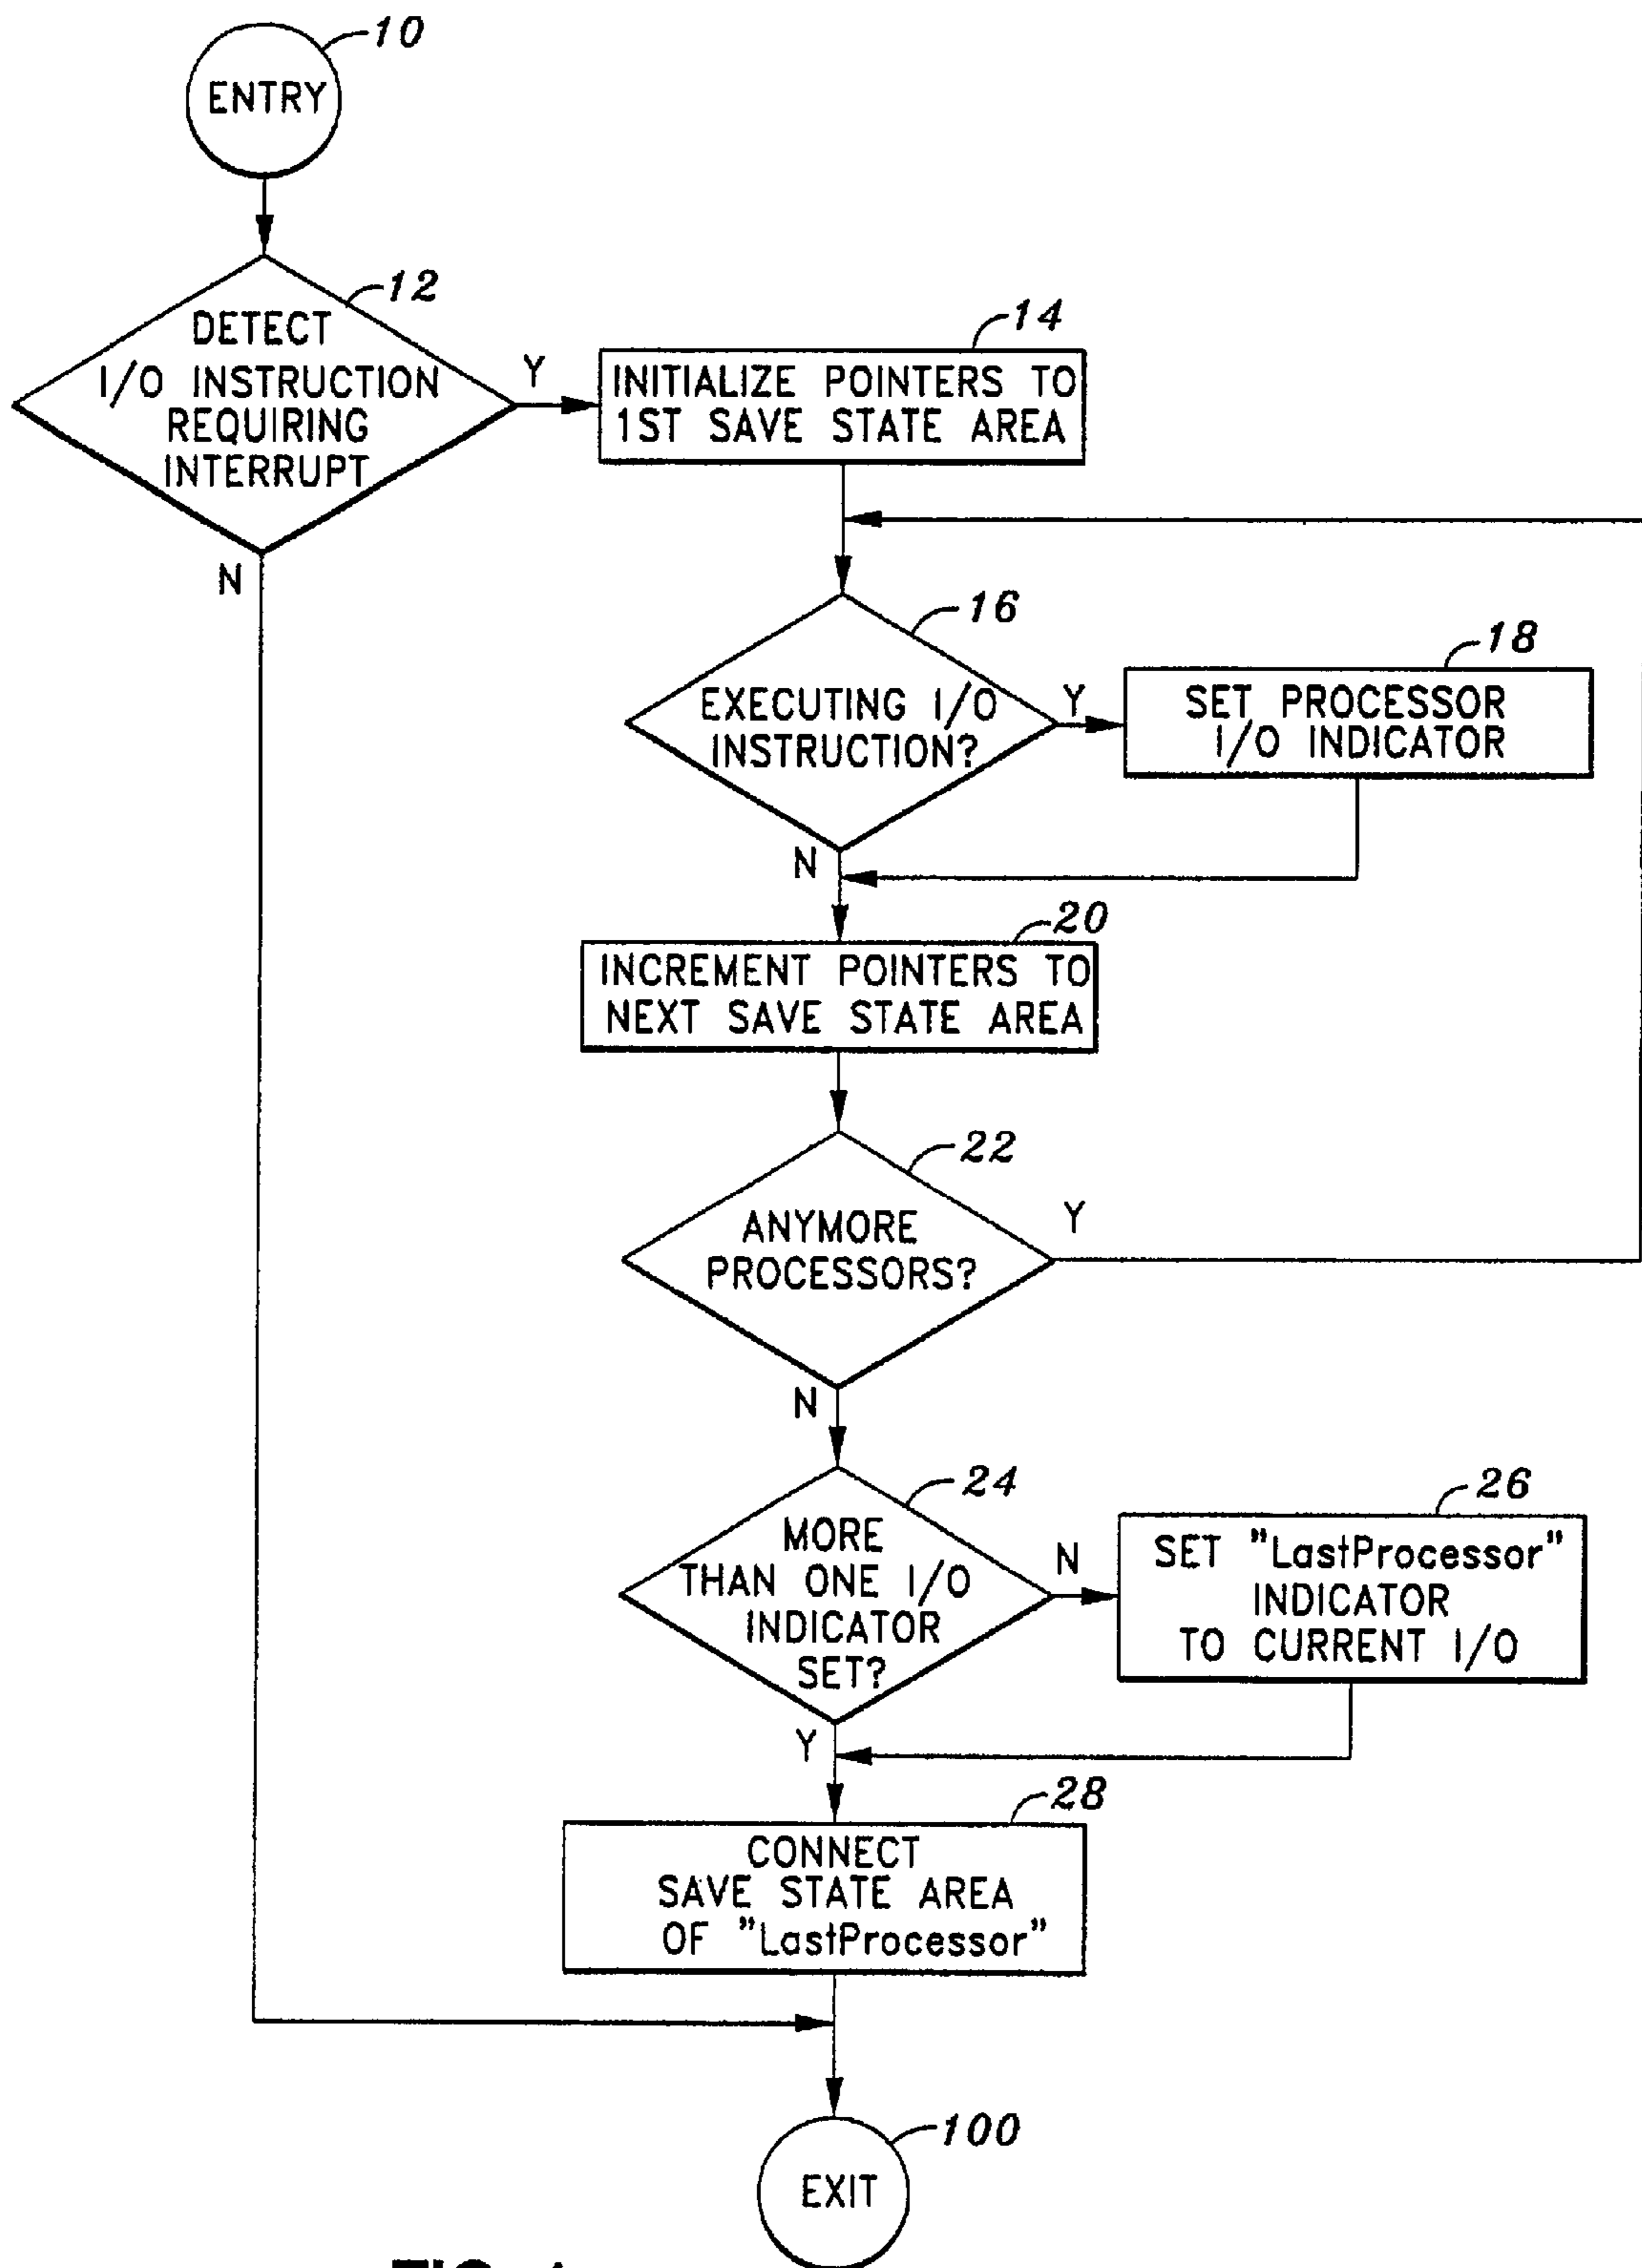 10
ENTRY
12
DETECT
I/O INSTRUCTION
REQUIRING
INTERRUPT
Y
N
14
INITIALIZE POINTERS TO
1ST SAVE STATE AREA
16
EXECUTING I/O
INSTRUCTION?
Y
N
18
SET PROCESSOR
I/O INDICATOR
20
INCREMENT POINTERS TO
NEXT SAVE STATE AREA
22
ANYMORE
PROCESSORS?
Y
N
24
MORE
THAN ONE I/O
INDICATOR
SET?
N
Y
26
SET "LastProcessor"
INDICATOR
TO CURRENT I/O
28
CONNECT
SAVE STATE AREA
OF "LastProcessor"
100
EXIT